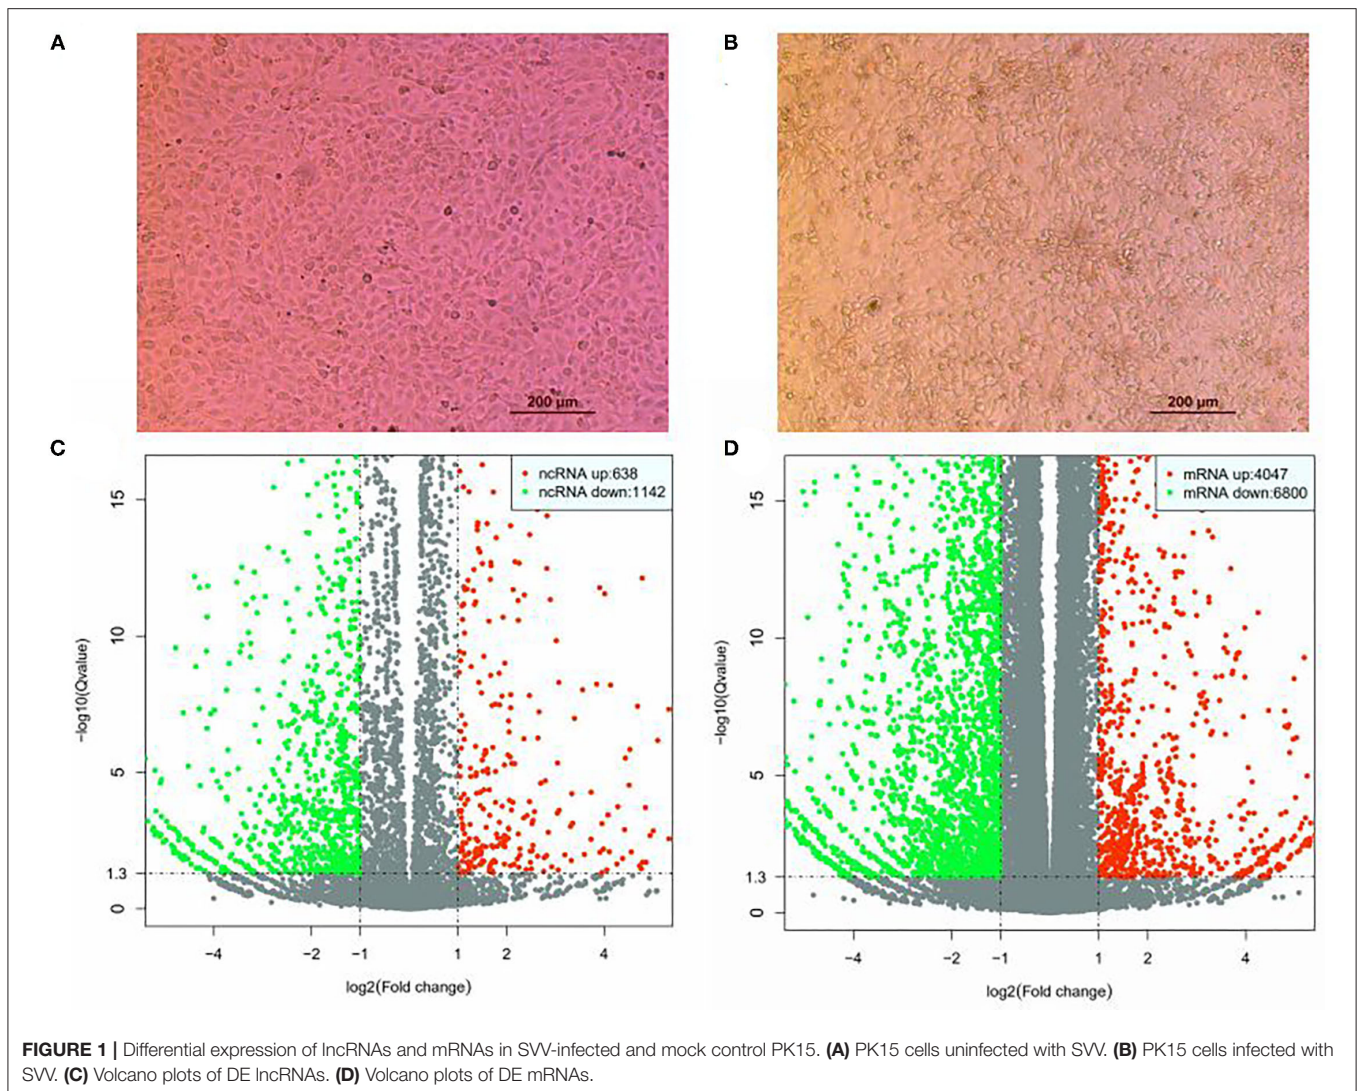 A
B
200 µm
200 µm
C
D
ncRNA up:638
ncRNA down:1142
mRNA up:4047
mRNA down:6800
−log10(Qvalue)
15
10
5
1.3
0
−4
−2
−1
1
2
4
log2(Fold change)
−log10(Qvalue)
15
10
5
1.3
0
−4
−2
−1
1
2
4
log2(Fold change)
FIGURE 1 | Differential expression of lncRNAs and mRNAs in SVV-infected and mock control PK15. (A) PK15 cells uninfected with SVV. (B) PK15 cells infected with
SVV. (C) Volcano plots of DE lncRNAs. (D) Volcano plots of DE mRNAs.